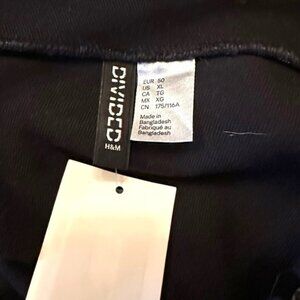 DIVIDED
H&M
EUR 50
US XL
CA TG
MX XG
CN 175/116A
Made in
Bangladesh
Fabriqué au
Bangladesh